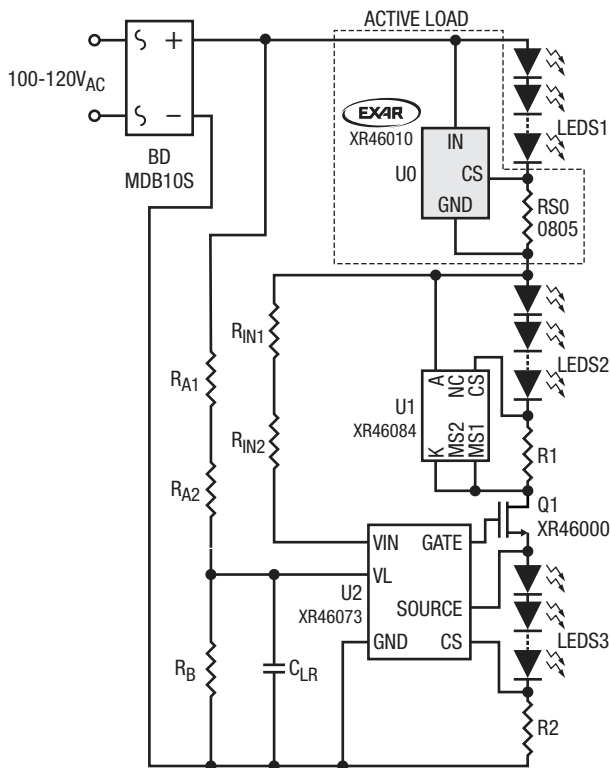 ACTIVE LOAD
100-120VAC
BD
MDB10S
EXAR
XR46010
U0
IN
CS
GND
LEDS1
RS0
0805
RIN1
RIN2
RA1
RA2
U1
XR46084
A
NC
CS
K
MS2
MS1
LEDS2
R1
Q1
XR46000
VIN
GATE
VL
U2
XR46073
SOURCE
GND
CS
LEDS3
RB
CLR
R2